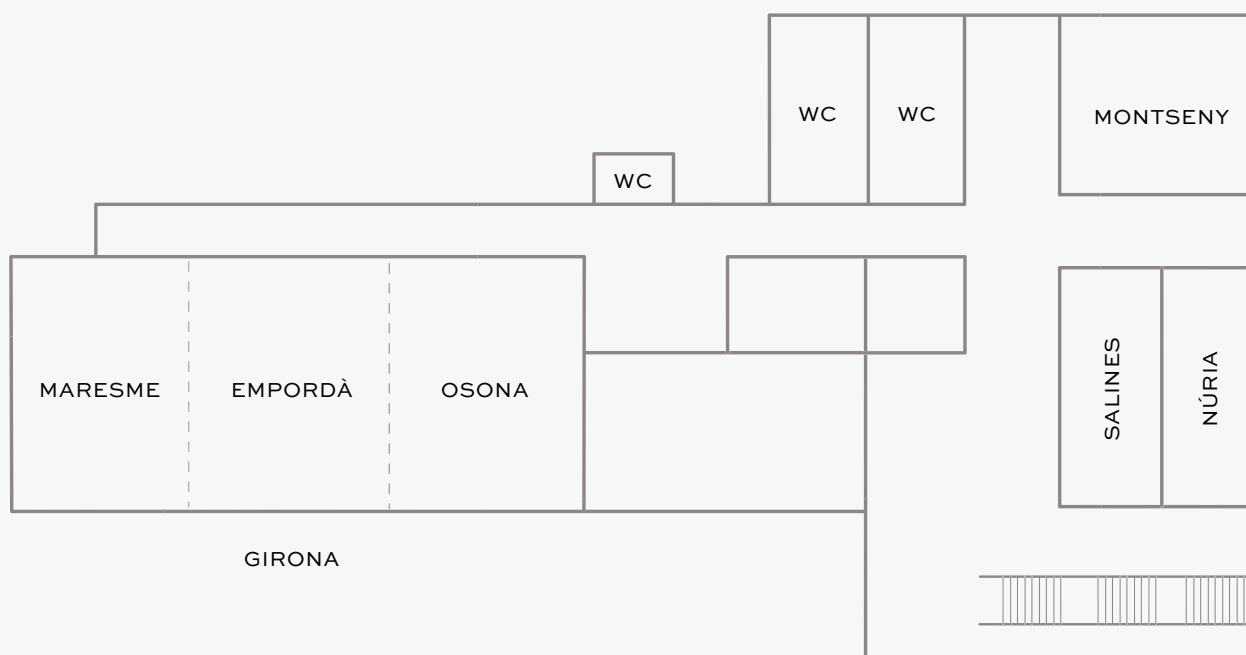 WC
WC
MONTSENY
WC
MARESME
EMPORDÀ
OSONA
SALINES
NÚRIA
GIRONA